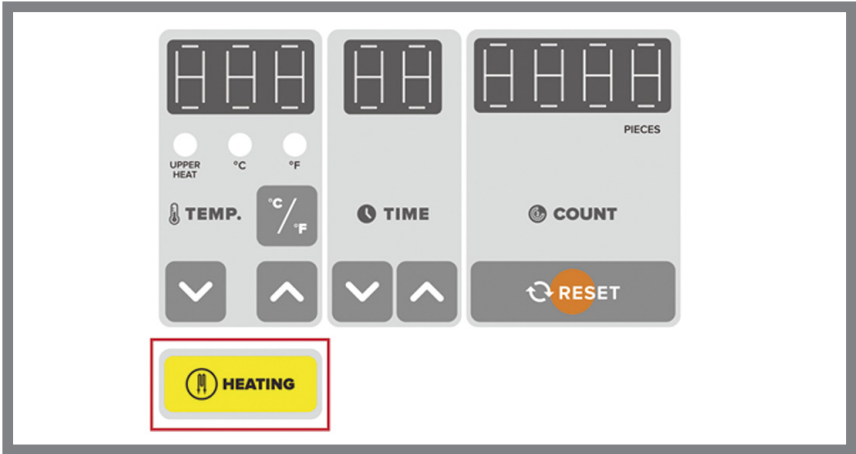 PIECES
UPPER
HEAT
°C
°F
TEMP.
°C/°F
TIME
COUNT
RESET
HEATING